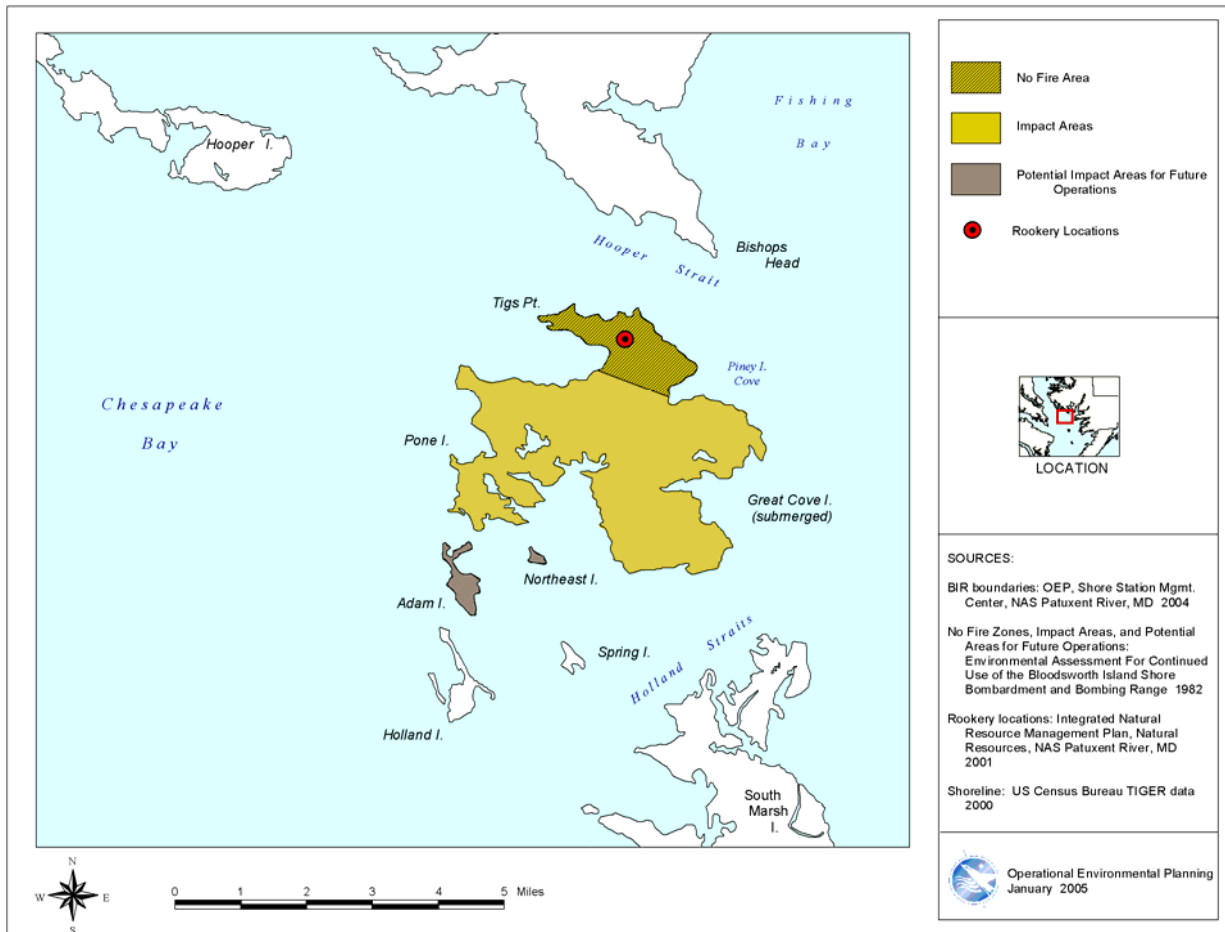 Hooper I.
Fishing
Bay
Hooper Strait
Bishops
Head
Tigs Pt.
Piney I.
Cove
Chesapeake
Bay
Pone I.
Great Cove I.
(submerged)
Northeast I.
Adam I.
Spring I.
Holland Straits
Holland I.
South
Marsh
I.
N
W E
S
0 1 2 3 4 5 Miles
No Fire Area
Impact Areas
Potential Impact Areas for Future
Operations
Rookery Locations
LOCATION
SOURCES:
BIR boundaries: OEP, Shore Station Mgmt.
Center, NAS Patuxent River, MD 2004
No Fire Zones, Impact Areas, and Potential
Areas for Future Operations:
Environmental Assessment For Continued
Use of the Bloodsworth Island Shore
Bombardment and Bombing Range 1982
Rookery locations: Integrated Natural
Resource Management Plan, Natural
Resources, NAS Patuxent River, MD
2001
Shoreline: US Census Bureau TIGER data
2000
Operational Environmental Planning
January 2005